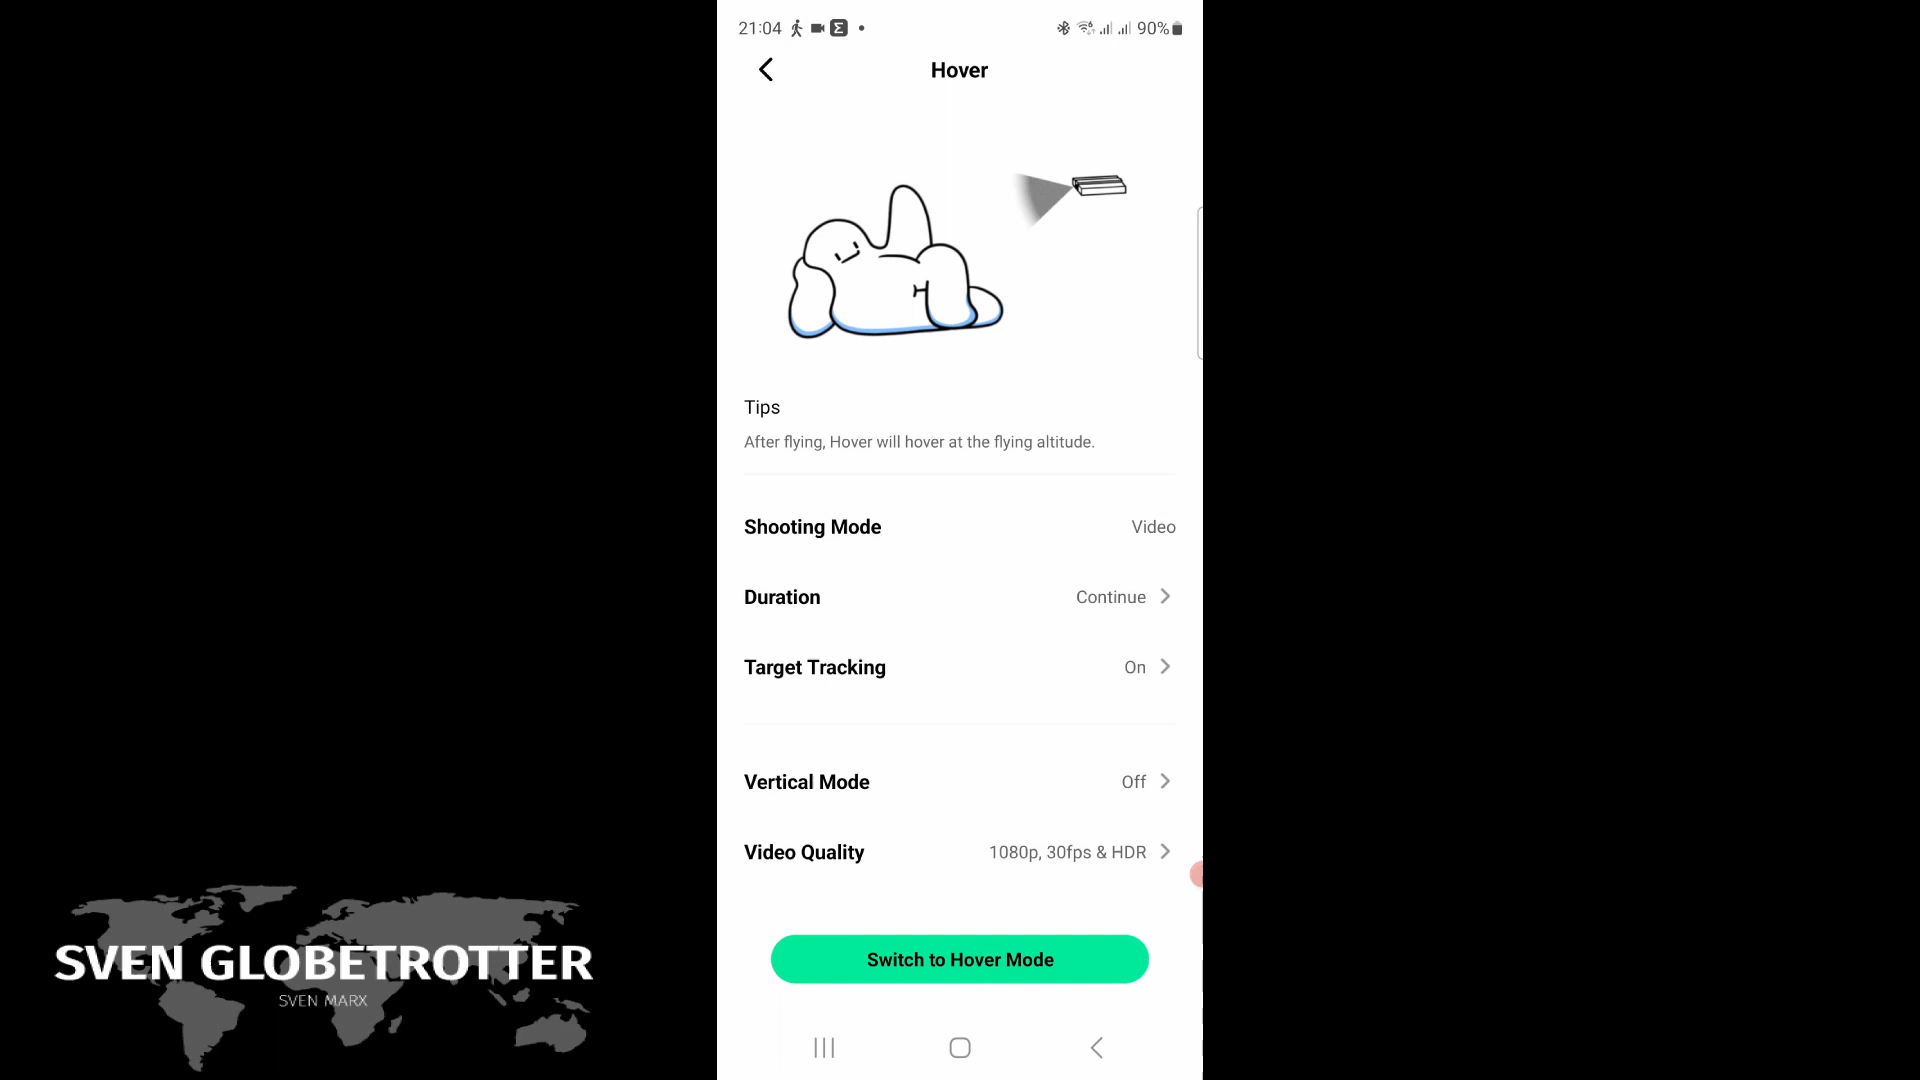 21:04 90%
Hover
Tips
After flying, Hover will hover at the flying altitude.
Shooting Mode Video
Duration Continue
Target Tracking On
Vertical Mode Off
Video Quality 1080p, 30fps & HDR
Switch to Hover Mode
SVEN GLOBETROTTER
SVEN MARX